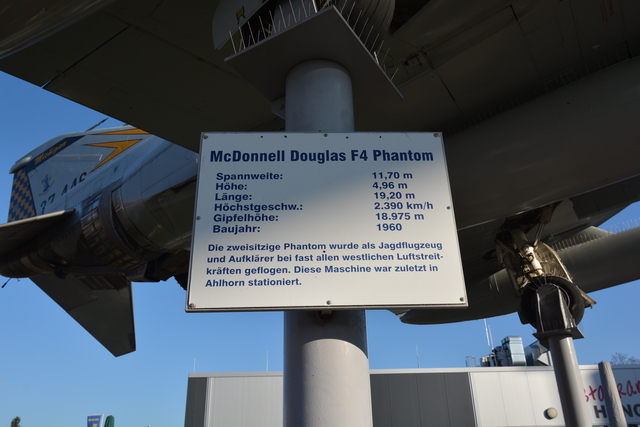 McDonnell Douglas F4 Phantom
Spannweite: 11,70 m
Höhe: 4,96 m
Länge: 19,20 m
Höchstgeschw.: 2.390 km/h
Gipfelhöhe: 18.975 m
Baujahr: 1960
Die zweisitzige Phantom wurde als Jagdflugzeug
und Aufklärer bei fast allen westlichen Luftstreit-
kräften geflogen. Diese Maschine war zuletzt in
Ahlhorn stationiert.
37-446